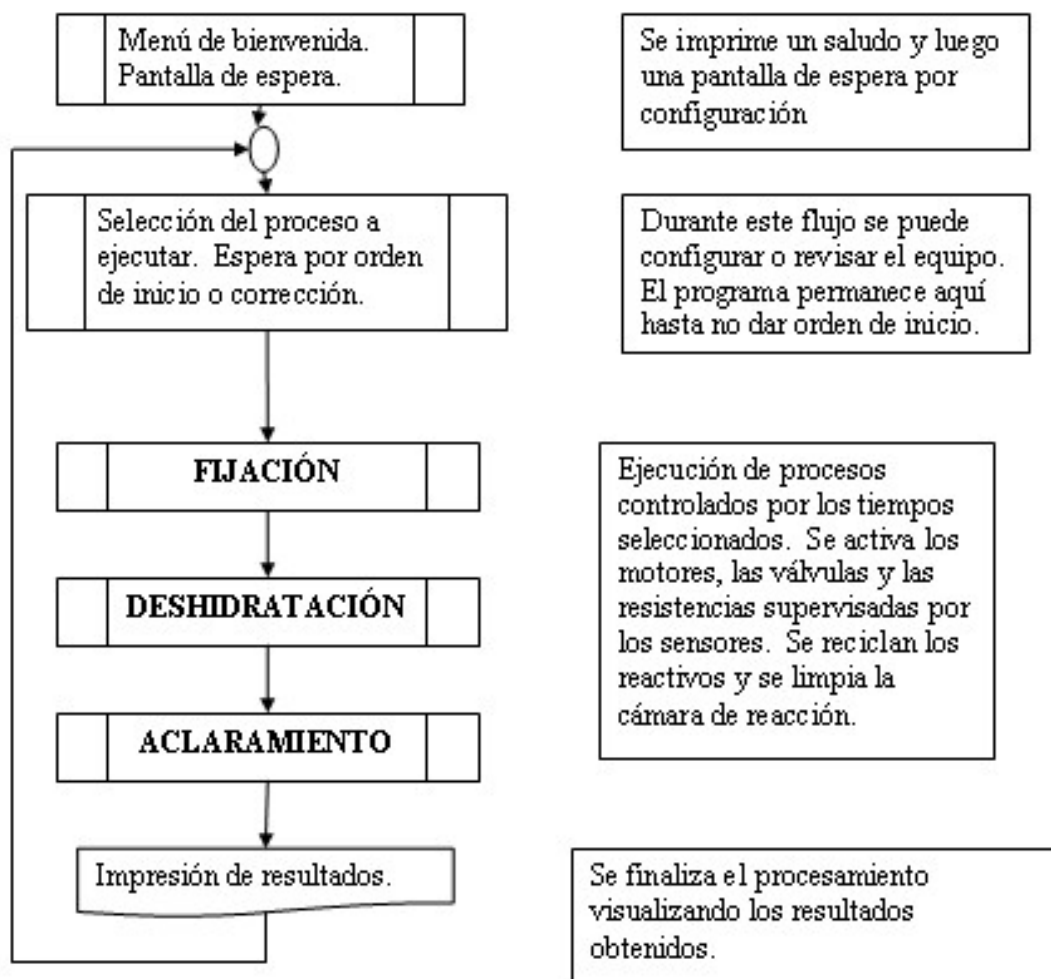 Menú de bienvenida.
Pantalla de espera.
Se imprime un saludo y luego
una pantalla de espera por
configuración
Selección del proceso a
ejecutar. Espera por orden
de inicio o corrección.
Durante este flujo se puede
configurar o revisar el equipo.
El programa permanece aquí
hasta no dar orden de inicio.
FIJACIÓN
DESHIDRATACIÓN
ACLARAMIENTO
Ejecución de procesos
controlados por los tiempos
seleccionados. Se activa los
motores, las válvulas y las
resistencias supervisadas por
los sensores. Se reciclan los
reactivos y se limpia la
cámara de reacción.
Impresión de resultados.
Se finaliza el procesamiento
visualizando los resultados
obtenidos.